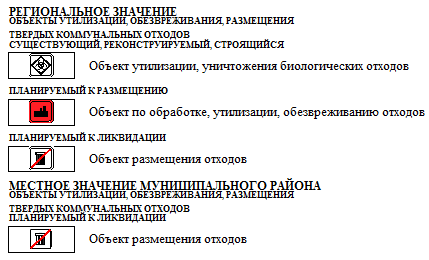 РЕГИОНАЛЬНОЕ ЗНАЧЕНИЕ
ОБЪЕКТЫ УТИЛИЗАЦИИ, ОБЕЗВРЕЖИВАНИЯ, РАЗМЕЩЕНИЯ
ТВЕРДЫХ КОММУНАЛЬНЫХ ОТХОДОВ
СУЩЕСТВУЮЩИЙ, РЕКОНСТРУИРУЕМЫЙ, СТРОЯЩИЙСЯ
Объект утилизации, уничтожения биологических отходов
ПЛАНИРУЕМЫЙ К РАЗМЕЩЕНИЮ
Объект по обработке, утилизации, обезвреживанию отходов
ПЛАНИРУЕМЫЙ К ЛИКВИДАЦИИ
Объект размещения отходов
МЕСТНОЕ ЗНАЧЕНИЕ МУНИЦИПАЛЬНОГО РАЙОНА
ОБЪЕКТЫ УТИЛИЗАЦИИ, ОБЕЗВРЕЖИВАНИЯ, РАЗМЕЩЕНИЯ
ТВЕРДЫХ КОММУНАЛЬНЫХ ОТХОДОВ
ПЛАНИРУЕМЫЙ К ЛИКВИДАЦИИ
Объект размещения отходов